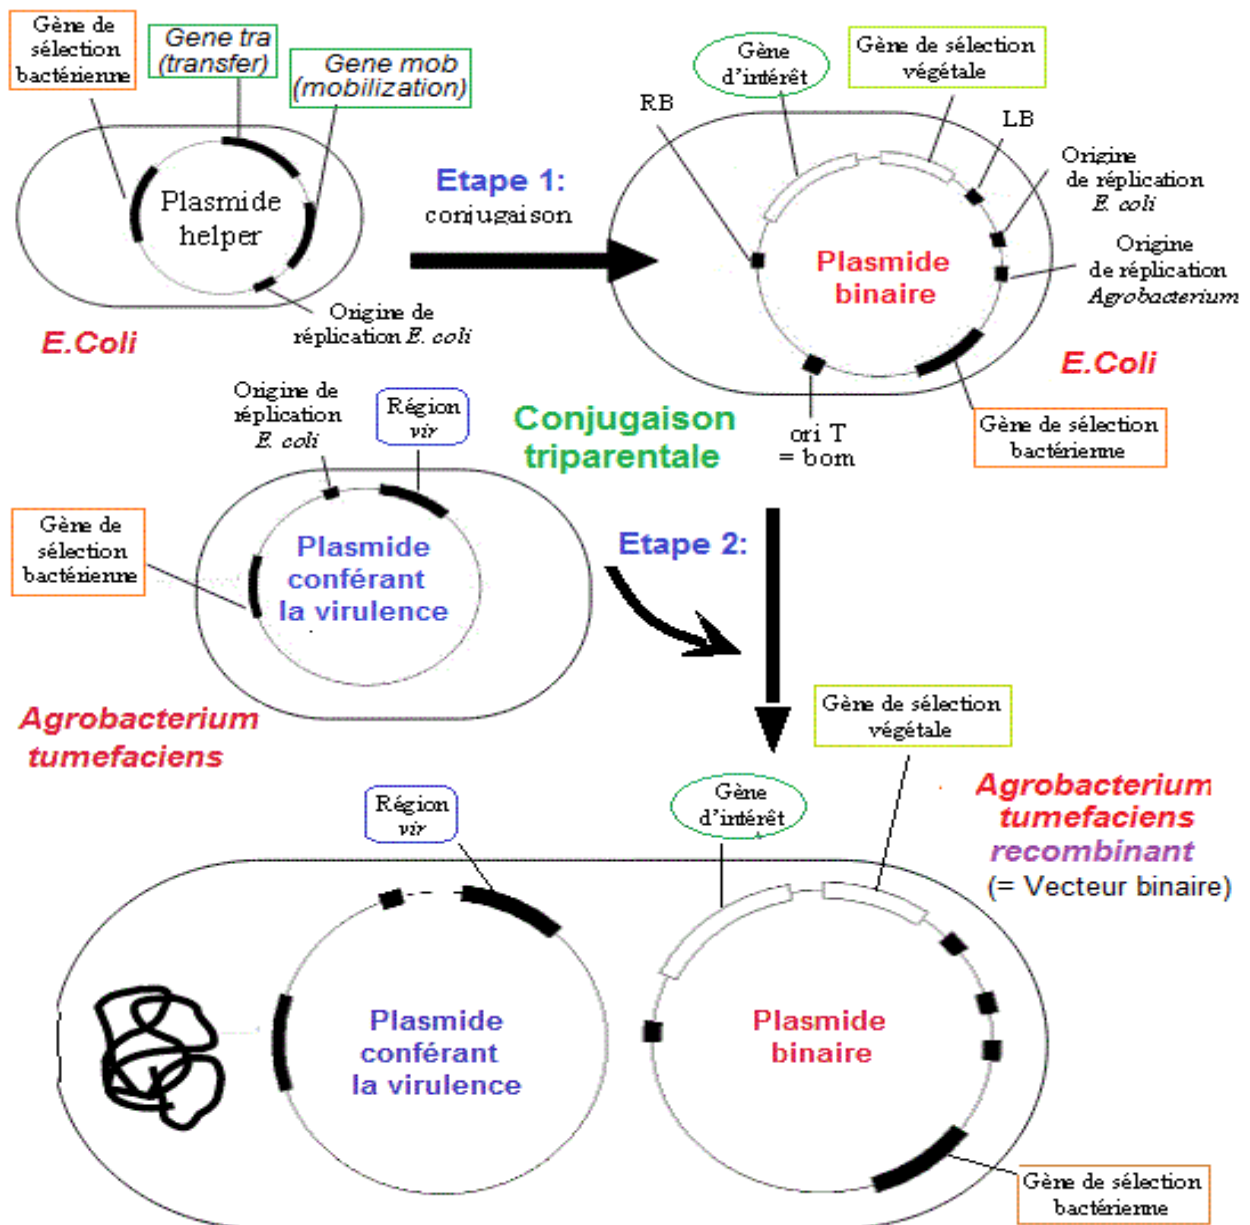 Gène de
sélection
bactérienne
Gene tra
(transfer)
Gene mob
(mobilization)
Plasmide
helper
Origine de
réplication E. coli
E.Coli
Etape 1:
conjugaison
Gène
d'intérêt
Gène de sélection
végétale
RB
LB
Origine
de réplication
E. coli
Origine
de réplication
Agrobacterium
Plasmide
binaire
E.Coli
ori T
= bom
Gène de sélection
bactérienne
Origine de
réplication
E. coli
Région
vir
Conjugaison
triparentale
Gène de
sélection
bactérienne
Plasmide
conférant
la virulence
Etape 2:
Agrobacterium
tumefaciens
Gène de sélection
végétale
Région
vir
Gène
d'intérêt
Agrobacterium
tumefaciens
recombinant
(= Vecteur binaire)
Plasmide
conférant
la virulence
Plasmide
binaire
Gène de sélection
bactérienne